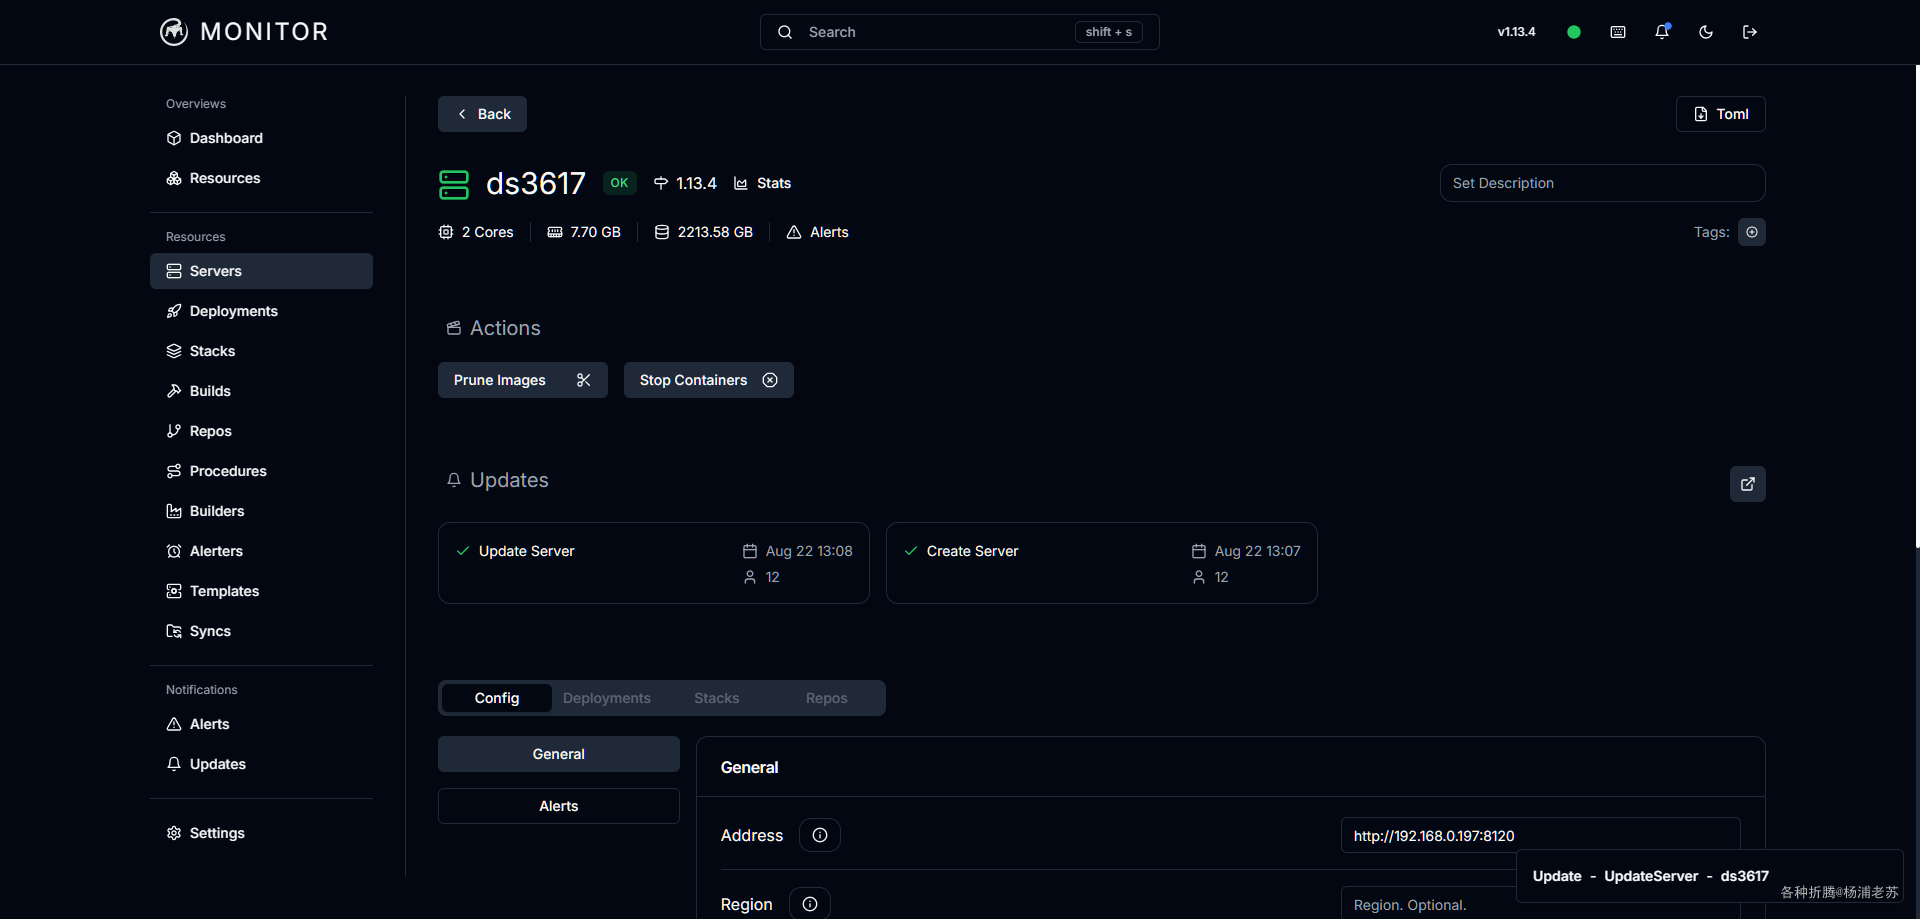 MONITOR
Search
shift + s
v1.13.4
Overviews
Dashboard
Resources
Resources
Servers
Deployments
Stacks
Builds
Repos
Procedures
Builders
Alerters
Templates
Syncs
Notifications
Alerts
Updates
Settings
Back
Toml
ds3617 OK 1.13.4 Stats
Set Description
2 Cores 7.70 GB 2213.58 GB Alerts
Tags:
Actions
Prune Images Stop Containers
Updates
Update Server Aug 22 13:08
12
Create Server Aug 22 13:07
12
Config Deployments Stacks Repos
General
Alerts
General
Address http://192.168.0.197:8120
Region Region. Optional.
Update - UpdateServer - ds3617
各种折腾@杨浦老苏